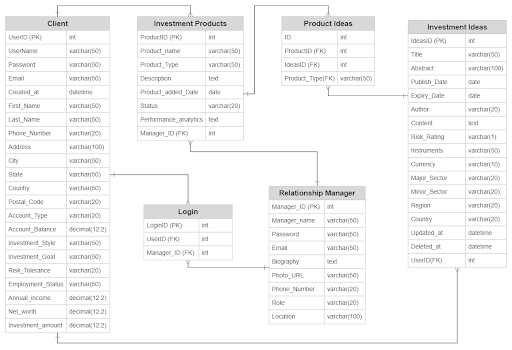 Client
UserID (PK) int
UserName varchar(50)
Password varchar(50)
Email varchar(50)
Created_at datetime
First_Name varchar(50)
Last_Name varchar(50)
Phone_Number varchar(20)
Address varchar(100)
City varchar(50)
State varchar(50)
Country varchar(50)
Postal_Code varchar(20)
Account_Type varchar(20)
Account_Balance decimal(12.2)
Investment_Style varchar(50)
Investment_Goal varchar(50)
Risk_Tolerance varchar(20)
Employment_Status varchar(50)
Annual_income decimal(12.2)
Net_worth decimal(12.2)
Investment_amount decimal(12.2)
Investment Products
ProductID (PK) int
Product_name varchar(50)
Product_Type varchar(50)
Description text
Product_added_Date date
Status varchar(20)
Performance_analytics text
Manager_ID (FK) int
Product Ideas
ID int
ProductID (FK) int
IdeasID (FK) int
Product_Type(FK) varchar(50)
Investment Ideas
IdeasID (PK) int
Title varchar(50)
Abstract varchar(100)
Publish_Date date
Expiry_Date date
Author varchar(20)
Content text
Risk_Rating varchar(1)
instruments varchar(50)
Currency varchar(10)
Major_Sector varchar(20)
Minor_Sector varchar(20)
Region varchar(20)
Country varchar(20)
Updated_at datetime
Deleted_at datetime
UserID(FK) int
Login
LoginID (PK) int
UserID (FK) int
Manager_ID (FK) int
Relationship Manager
Manager_ID (PK) int
Manager_name varchar(50)
Password varchar(50)
Email varchar(50)
Biography text
Photo_URL varchar(50)
Phone_Number varchar(20)
Role varchar(20)
Location varchar(100)